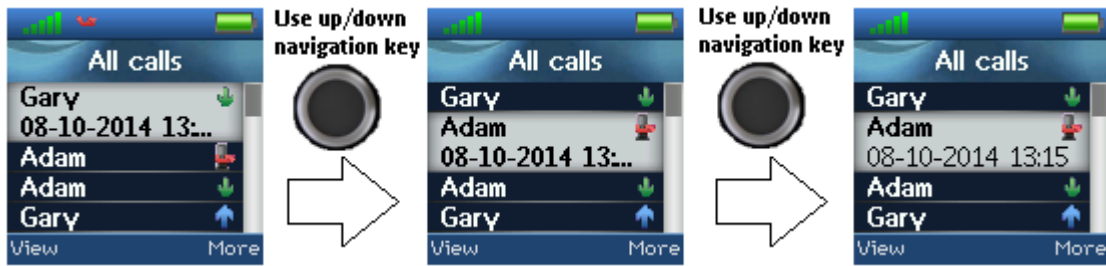 All calls
Gary
08-10-2014 13:...
Adam
Adam
Gary
View More
Use up/down
navigation key
All calls
Gary
Adam
08-10-2014 13:...
Adam
Gary
View More
Use up/down
navigation key
All calls
Gary
Adam
08-10-2014 13:15
Adam
Gary
View More